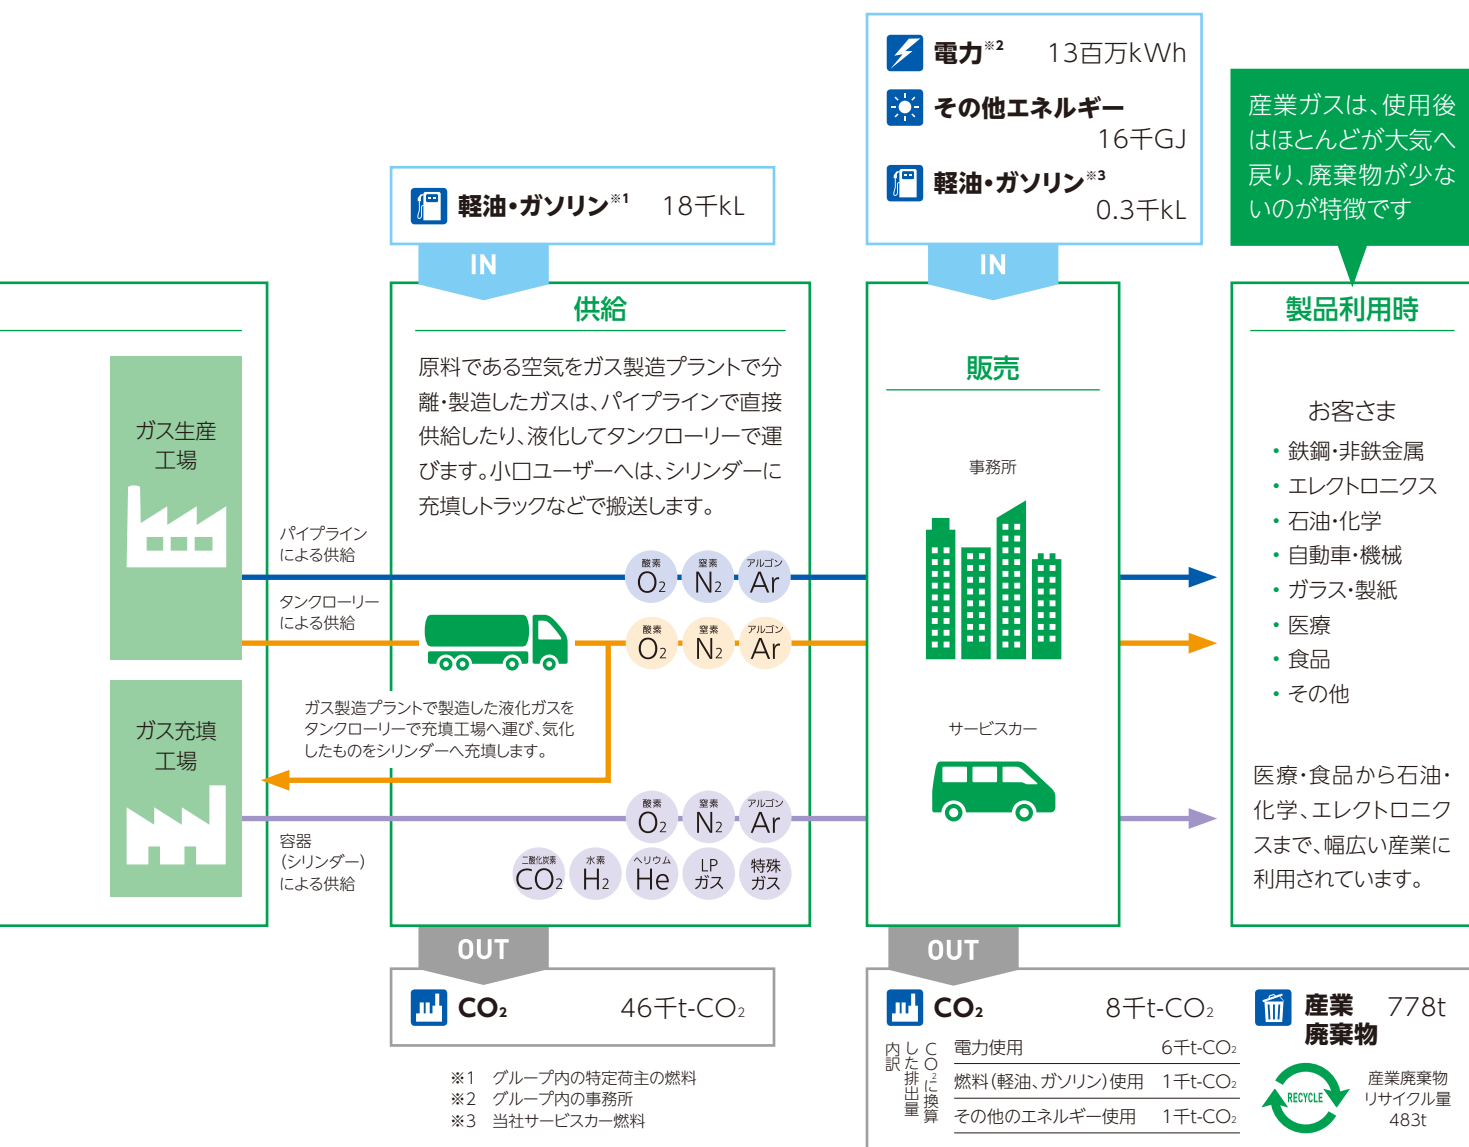 電力※2 13百万kWh
その他エネルギー
16千GJ
軽油・ガソリン※3
0.3千kL
軽油・ガソリン※1 18千kL
産業ガスは、使用後
はほとんどが大気へ
戻り、廃棄物が少な
いのが特徴です
IN
IN
ガス生産
工場
ガス充填
工場
パイプライン
による供給
タンクローリー
による供給
容器
（シリンダー）
による供給
供給
原料である空気をガス製造プラントで分
離・製造したガスは、パイプラインで直接
供給したり、液化してタンクローリーで運
びます。小口ユーザーへは、シリンダーに
充填しトラックなどで搬送します。
酸素 O2 窒素 N2 アルゴン Ar
酸素 O2 窒素 N2 アルゴン Ar
ガス製造プラントで製造した液化ガスを
タンクローリーで充填工場へ運び、気化
したものをシリンダーへ充填します。
酸素 O2 窒素 N2 アルゴン Ar
二酸化炭素 CO2 水素 H2 ヘリウム He LPガス 特殊ガス
販売
事務所
サービスカー
製品利用時
お客さま
・鉄鋼・非鉄金属
・エレクトロニクス
・石油・化学
・自動車・機械
・ガラス・製紙
・医療
・食品
・その他
医療・食品から石油・
化学、エレクトロニク
スまで、幅広い産業に
利用されています。
OUT
CO2 46千t-CO2
※1 グループ内の特定荷主の燃料
※2 グループ内の事務所
※3 当社サービスカー燃料
OUT
CO2 8千t-CO2
CO2に換算
した排出量
内訳
電力使用 6千t-CO2
燃料（軽油、ガソリン）使用 1千t-CO2
その他のエネルギー使用 1千t-CO2
産業
廃棄物 778t
RECYCLE
産業廃棄物
リサイクル量
483t